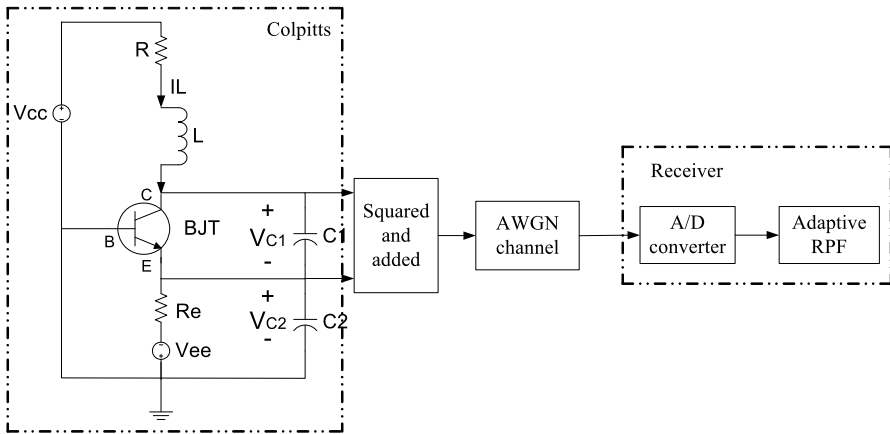 Colpitts
R
IL
Vcc
+
-
L
C
BJT
B
E
+
VC1
-
C1
Re
+
VC2
-
C2
Vee
-
+
Squared
and
added
AWGN
channel
Receiver
A/D
converter
Adaptive
RPF